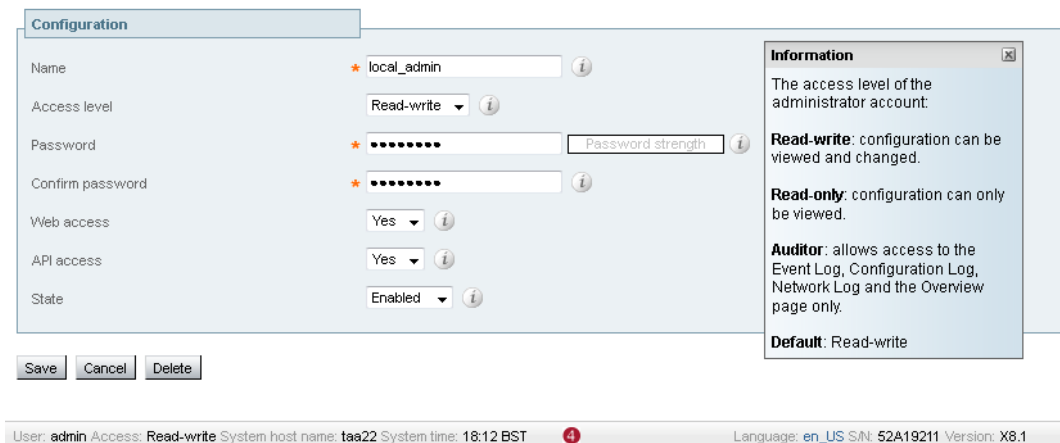 Configuration
Name * local_admin i
Access level Read-write i
Password * •••••••• Password strength i
Confirm password * •••••••• i
Web access Yes i
API access Yes i
State Enabled i
Information
The access level of the
administrator account:
Read-write: configuration can be
viewed and changed.
Read-only: configuration can only
be viewed.
Auditor: allows access to the
Event Log, Configuration Log,
Network Log and the Overview
page only.
Default: Read-write
Save Cancel Delete
User: admin Access: Read-write System host name: taa22 System time: 18:12 BST 4 Language: en_US S/N: 52A19211 Version: X8.1